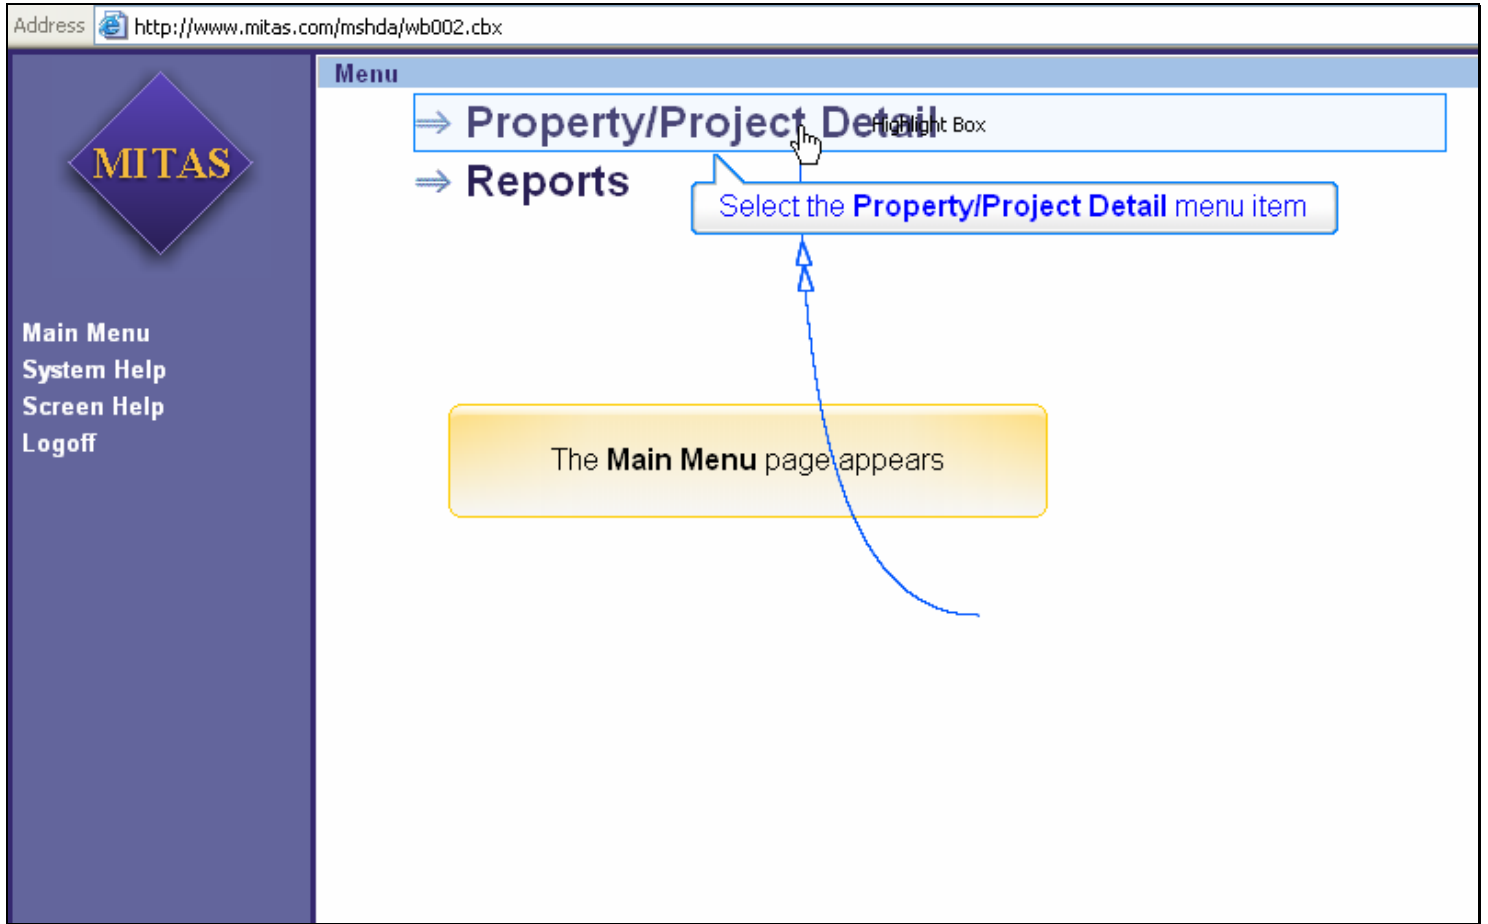 Address http://www.mitas.com/mshda/wb002.cbx
Menu
MITAS
Property/Project Detail
Highlight Box
Reports
Select the Property/Project Detail menu item
Main Menu
System Help
Screen Help
Logoff
The Main Menu page appears